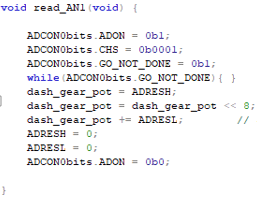 void read_AN1(void) {
ADCON0bits.ADON = 0b1;
ADCON0bits.CHS = 0b0001;
ADCON0bits.GO_NOT_DONE = 0b1;
while(ADCON0bits.GO_NOT_DONE){ }
dash_gear_pot = ADRESH;
dash_gear_pot = dash_gear_pot << 8;
dash_gear_pot += ADRESL; //
ADRESH = 0;
ADRESL = 0;
ADCON0bits.ADON = 0b0;
}